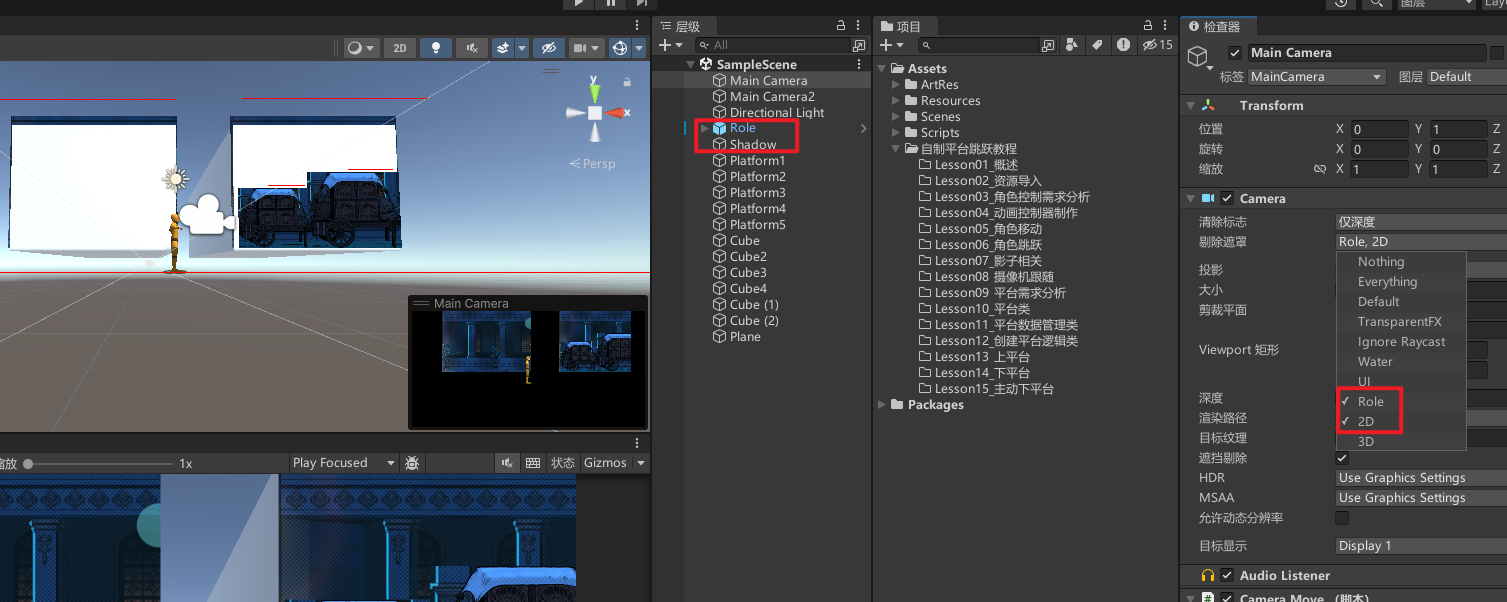 图层
Lay
2D
y
x
Persp
Main Camera
缩放
1x
Play Focused
状态
Gizmos
层级
All
SampleScene
Main Camera
Main Camera2
Directional Light
Role
Shadow
Platform1
Platform2
Platform3
Platform4
Platform5
Cube
Cube2
Cube3
Cube4
Cube (1)
Cube (2)
Plane
项目
15
Assets
ArtRes
Resources
Scenes
Scripts
自制平台跳跃教程
Lesson01_概述
Lesson02_资源导入
Lesson03_角色控制需求分析
Lesson04_动画控制器制作
Lesson05_角色移动
Lesson06_角色跳跃
Lesson07_影子相关
Lesson08 摄像机跟随
Lesson09 平台需求分析
Lesson10_平台类
Lesson11_平台数据管理类
Lesson12_创建平台逻辑类
Lesson13 上平台
Lesson14_下平台
Lesson15_主动下平台
Packages
检查器
Main Camera
标签 MainCamera 图层 Default
Transform
位置 X 0 Y 1 Z
旋转 X 0 Y 0 Z
缩放 X 1 Y 1 Z
Camera
清除标志 仅深度
剔除遮罩 Role, 2D
Nothing
投影
Everything
大小
Default
剪裁平面
TransparentFX
Ignore Raycast
Viewport 矩形
Water
UI
深度
Role
渲染路径
2D
目标纹理
3D
遮挡剔除
HDR Use Graphics Settings
MSAA Use Graphics Settings
允许动态分辨率
目标显示 Display 1
Audio Listener
Camera Move （脚本）